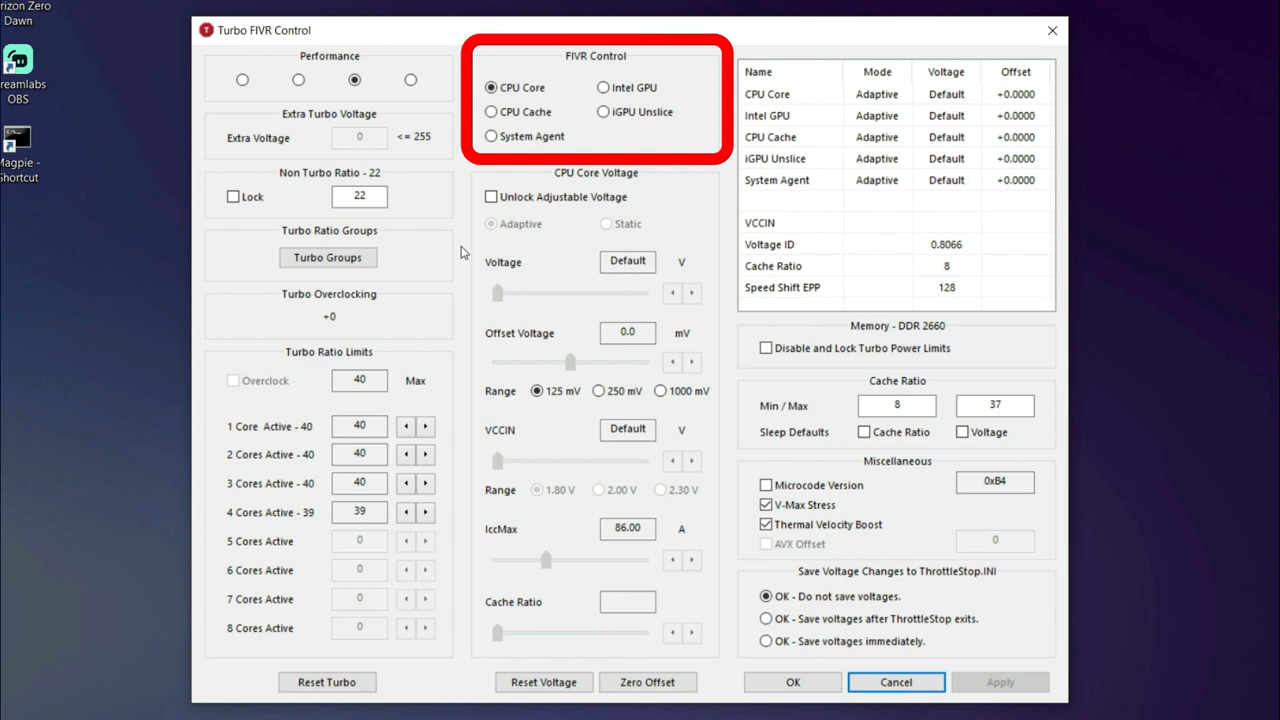 rizon Zero
Dawn
reamlabs
OBS
Magpie -
Shortcut
Turbo FIVR Control
Performance
Extra Turbo Voltage
Extra Voltage 0 <= 255
Non Turbo Ratio - 22
Lock 22
Turbo Ratio Groups
Turbo Groups
Turbo Overclocking
+0
Turbo Ratio Limits
Overclock 40 Max
1 Core Active - 40 40
2 Cores Active - 40 40
3 Cores Active - 40 40
4 Cores Active - 39 39
5 Cores Active 0
6 Cores Active 0
7 Cores Active 0
8 Cores Active 0
Reset Turbo
FIVR Control
CPU Core Intel GPU
CPU Cache iGPU Unslice
System Agent
CPU Core Voltage
Unlock Adjustable Voltage
Adaptive Static
Voltage Default V
Offset Voltage 0.0 mV
Range 125 mV 250 mV 1000 mV
VCCIN Default V
Range 1.80 V 2.00 V 2.30 V
IccMax 86.00 A
Cache Ratio
Reset Voltage Zero Offset
Name Mode Voltage Offset
CPU Core Adaptive Default +0.0000
Intel GPU Adaptive Default +0.0000
CPU Cache Adaptive Default +0.0000
iGPU Unslice Adaptive Default +0.0000
System Agent Adaptive Default +0.0000
VCCIN
Voltage ID 0.8066
Cache Ratio 8
Speed Shift EPP 128
Memory - DDR 2660
Disable and Lock Turbo Power Limits
Cache Ratio
Min / Max 8 37
Sleep Defaults Cache Ratio Voltage
Miscellaneous
Microcode Version 0xB4
V-Max Stress
Thermal Velocity Boost
AVX Offset 0
Save Voltage Changes to ThrottleStop.INI
OK - Do not save voltages.
OK - Save voltages after ThrottleStop exits.
OK - Save voltages immediately.
OK Cancel Apply